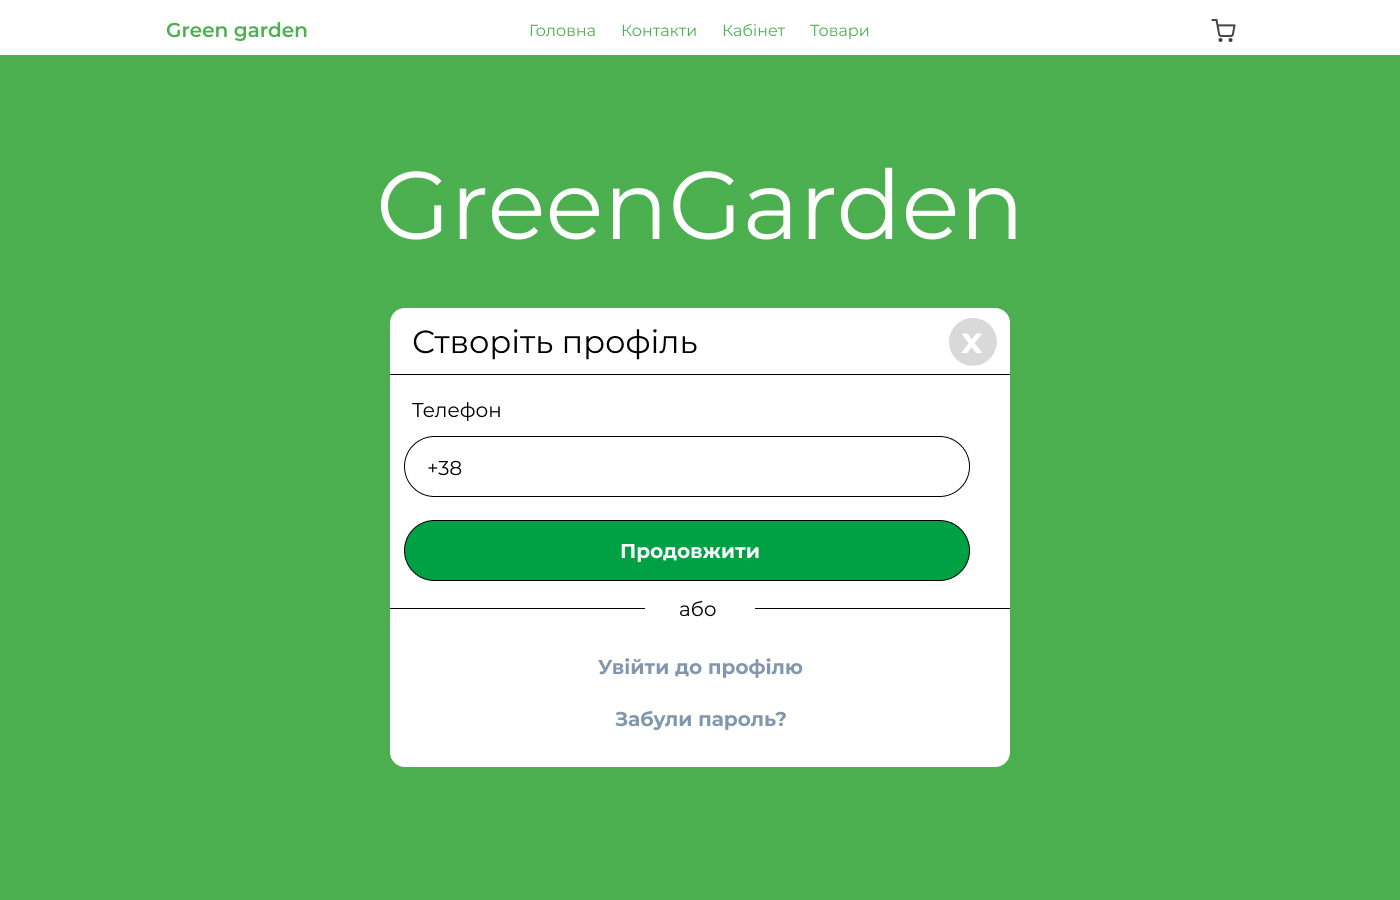 Green garden
Головна Контакти Кабінет Товари
GreenGarden
Створіть профіль
x
Телефон
+38
Продовжити
або
Увійти до профілю
Забули пароль?